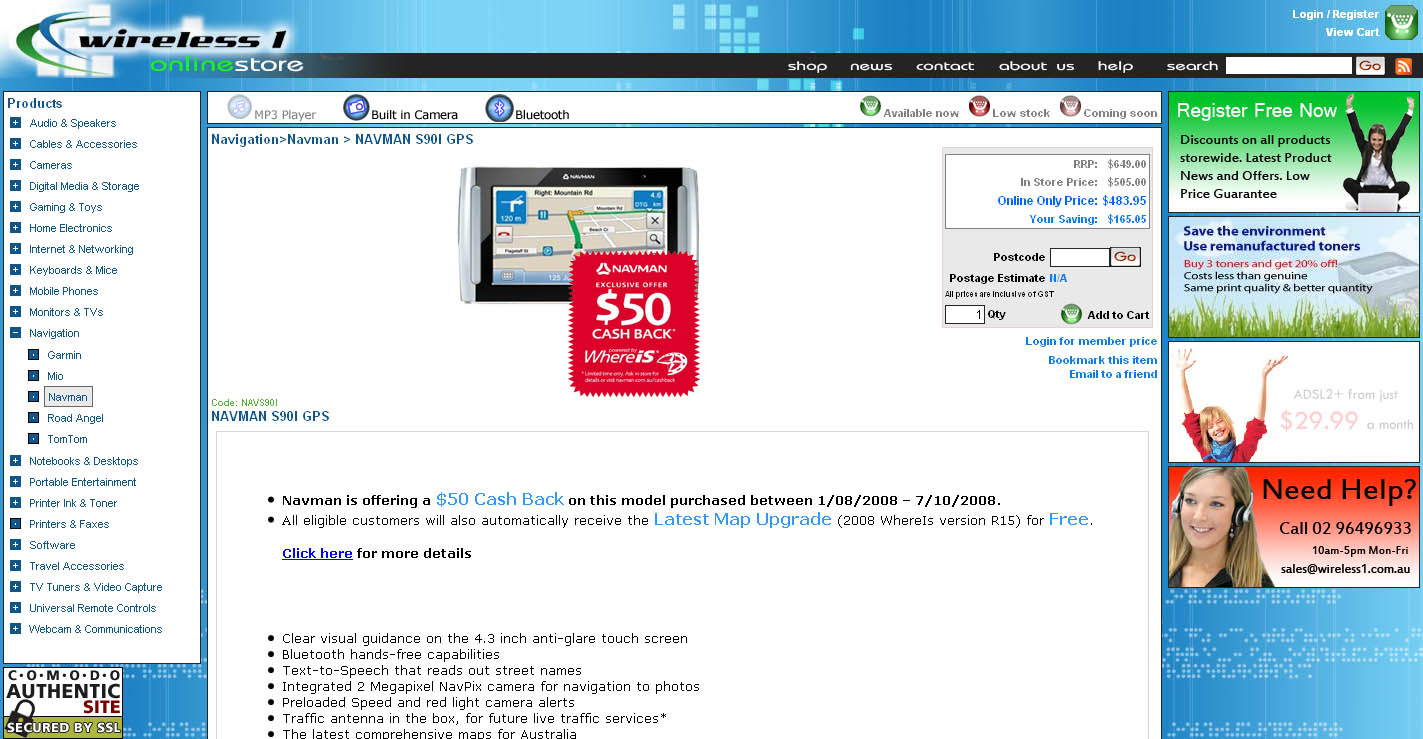 wireless 1
onlinestore
Login / Register
View Cart
shop news contact about us help search Go
Products
Audio & Speakers
Cables & Accessories
Cameras
Digital Media & Storage
Gaming & Toys
Home Electronics
Internet & Networking
Keyboards & Mice
Mobile Phones
Monitors & TVs
Navigation
Garmin
Mio
Navman
Road Angel
TomTom
Notebooks & Desktops
Portable Entertainment
Printer Ink & Toner
Printers & Faxes
Software
Travel Accessories
TV Tuners & Video Capture
Universal Remote Controls
Webcam & Communications
C·O·M·O·D·O
AUTHENTIC
SITE
SECURED BY SSL
MP3 Player Built in Camera Bluetooth
Available now Low stock Coming soon
Navigation>Navman > NAVMAN S90I GPS
NAVMAN
Right: Mountain Rd
4.6
DTG km
120 m
Mountain Rd
Beach Cr
Flagstaff St
125
NAVMAN
EXCLUSIVE OFFER
$50
CASH BACK*
powered by
Whereis
* Limited time only. Ask in store for
details or visit navman.com.au/cashback
RRP: $649.00
In Store Price: $505.00
Online Only Price: $483.95
Your Saving: $165.05
Postcode Go
Postage Estimate N/A
All prices are inclusive of GST
1 Qty Add to Cart
Login for member price
Bookmark this item
Email to a friend
Code: NAVS90I
NAVMAN S90I GPS
Navman is offering a $50 Cash Back on this model purchased between 1/08/2008 – 7/10/2008.
All eligible customers will also automatically receive the Latest Map Upgrade (2008 WhereIs version R15) for Free.
Click here for more details
Clear visual guidance on the 4.3 inch anti-glare touch screen
Bluetooth hands-free capabilities
Text-to-Speech that reads out street names
Integrated 2 Megapixel NavPix camera for navigation to photos
Preloaded Speed and red light camera alerts
Traffic antenna in the box, for future live traffic services*
The latest comprehensive maps for Australia
Register Free Now
Discounts on all products
storewide. Latest Product
News and Offers. Low
Price Guarantee
Save the environment
Use remanufactured toners
Buy 3 toners and get 20% off!
Costs less than genuine
Same print quality & better quantity
ADSL2+ from just
$29.99 a month
Need Help?
Call 02 96496933
10am-5pm Mon-Fri
sales@wireless1.com.au